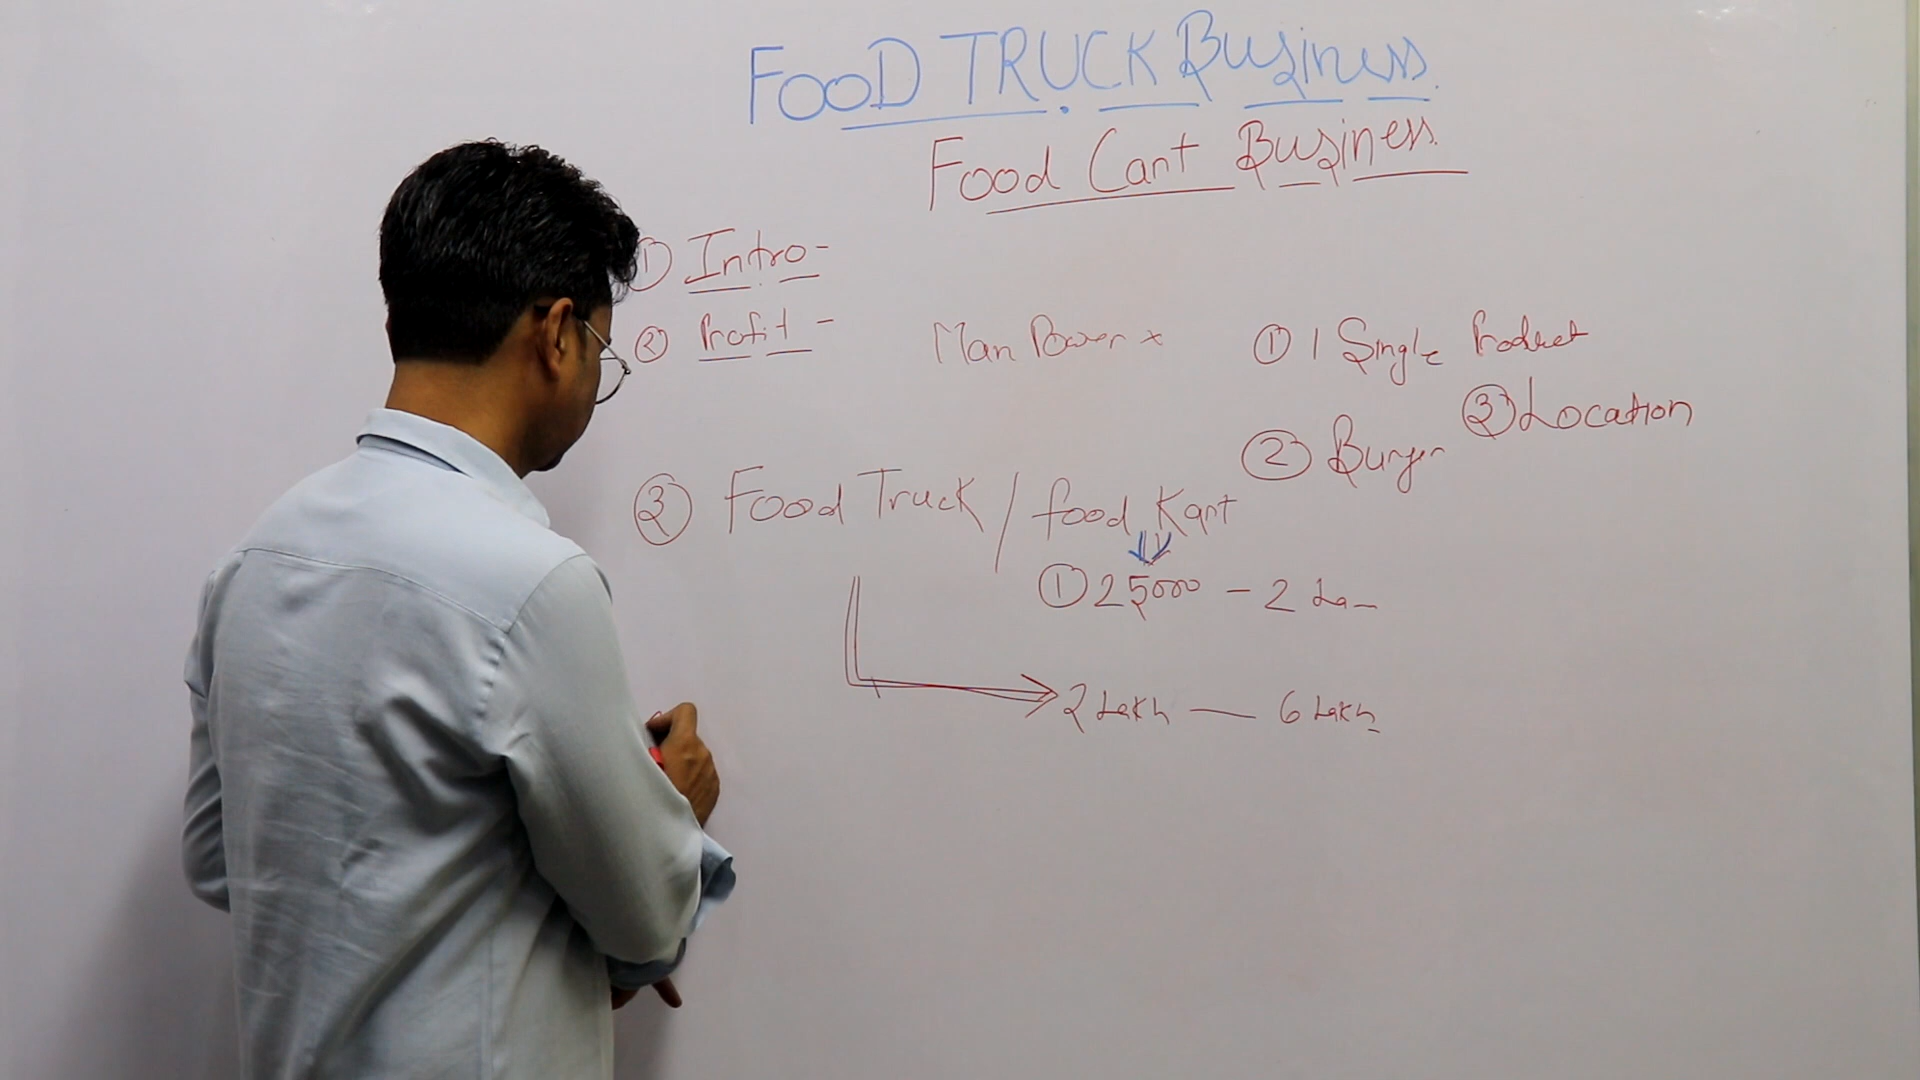 FooD TRUCK Business
Food Cart Business
① Intro-
② Profit - Man Power x ① 1 Single Product
② Burger ③ Location
③ Food Truck / food Kart
① 25000 - 2 La
2 Lakh — 6 Lakh